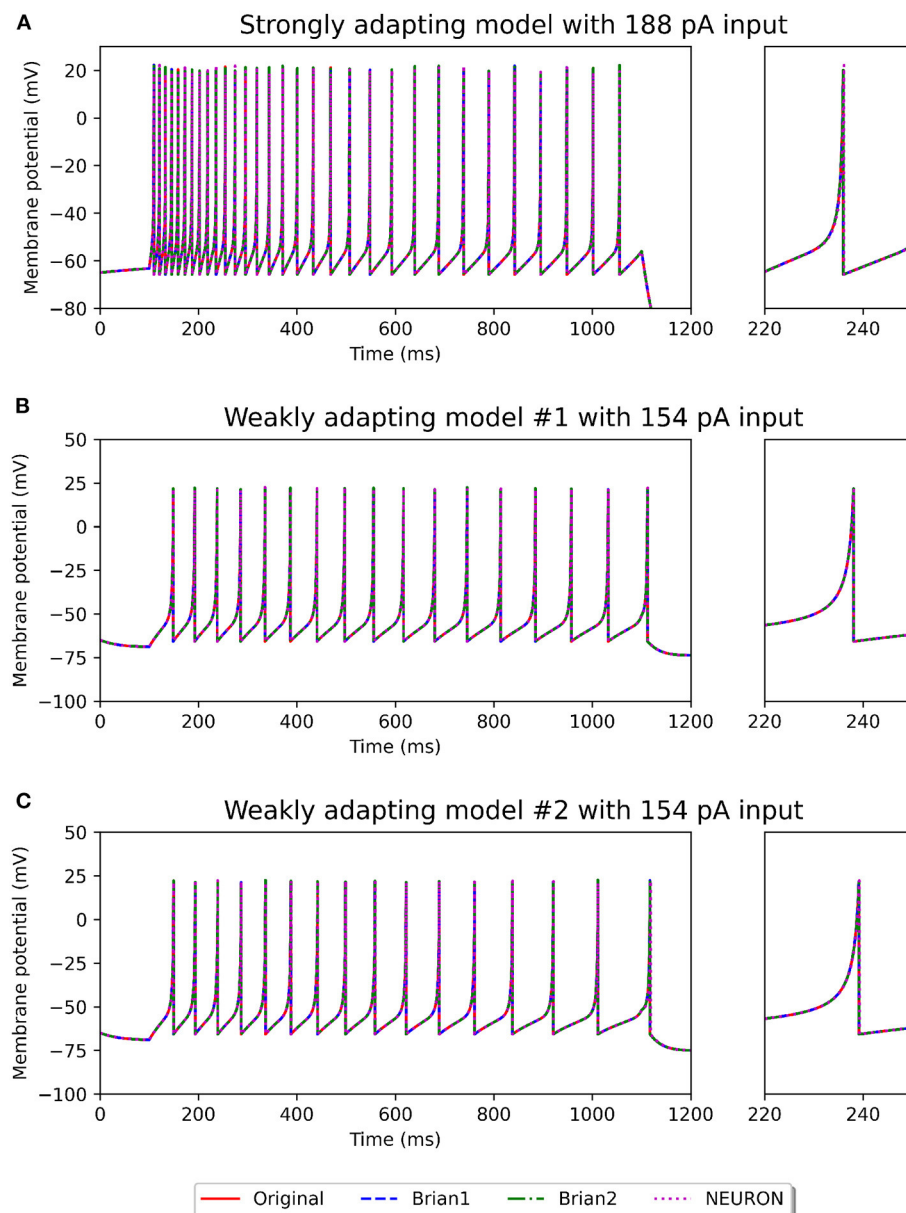 A
Strongly adapting model with 188 pA input
Membrane potential (mV)
20
0
−20
−40
−60
−80
0 200 400 600 800 1000 1200
220 240
Time (ms)
B
Weakly adapting model #1 with 154 pA input
Membrane potential (mV)
50
25
0
−25
−50
−75
−100
0 200 400 600 800 1000 1200
220 240
Time (ms)
C
Weakly adapting model #2 with 154 pA input
Membrane potential (mV)
50
25
0
−25
−50
−75
−100
0 200 400 600 800 1000 1200
220 240
Time (ms)
Original Brian1 Brian2 NEURON